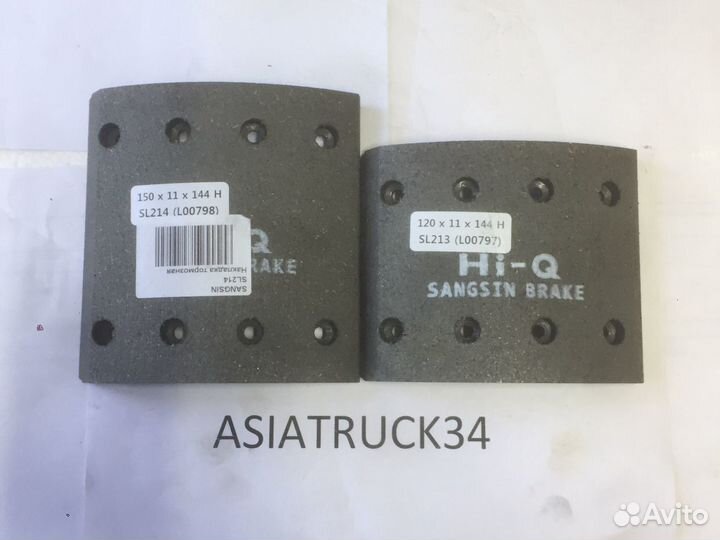 150 x 11 x 144 H
SL214 (L00798)
SANGSIN
SL214
Накладка тормозная
Q
RAKE
120 x 11 x 144 H
SL213 (L00797)
Hi-Q
SANGSIN BRAKE
ASIATRUCK34
Avito